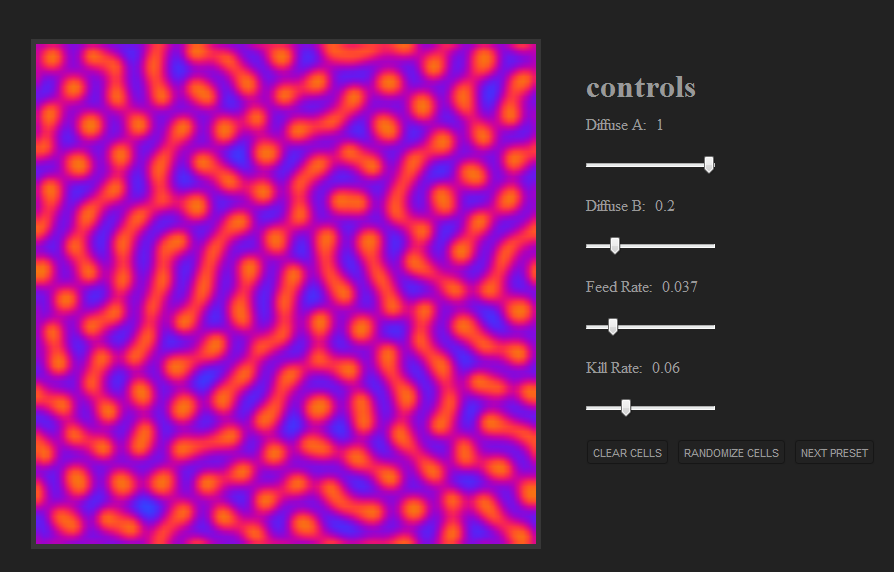 controls
Diffuse A: 1
Diffuse B: 0.2
Feed Rate: 0.037
Kill Rate: 0.06
CLEAR CELLS RANDOMIZE CELLS NEXT PRESET